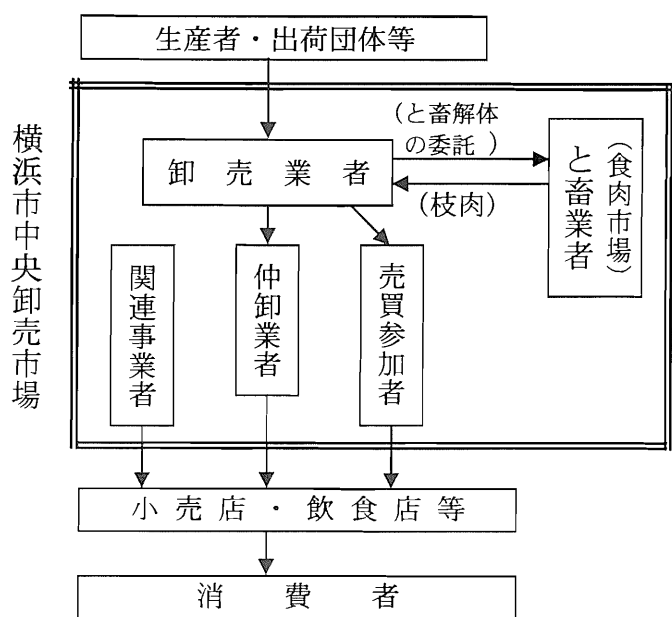 生産者・出荷団体等
横浜市中央卸売市場
(と畜解体
の委託 )
卸売業者
(枝肉)
と畜業者
(食肉市場)
関連事業者
仲卸業者
売買参加者
小売店・飲食店等
消費者